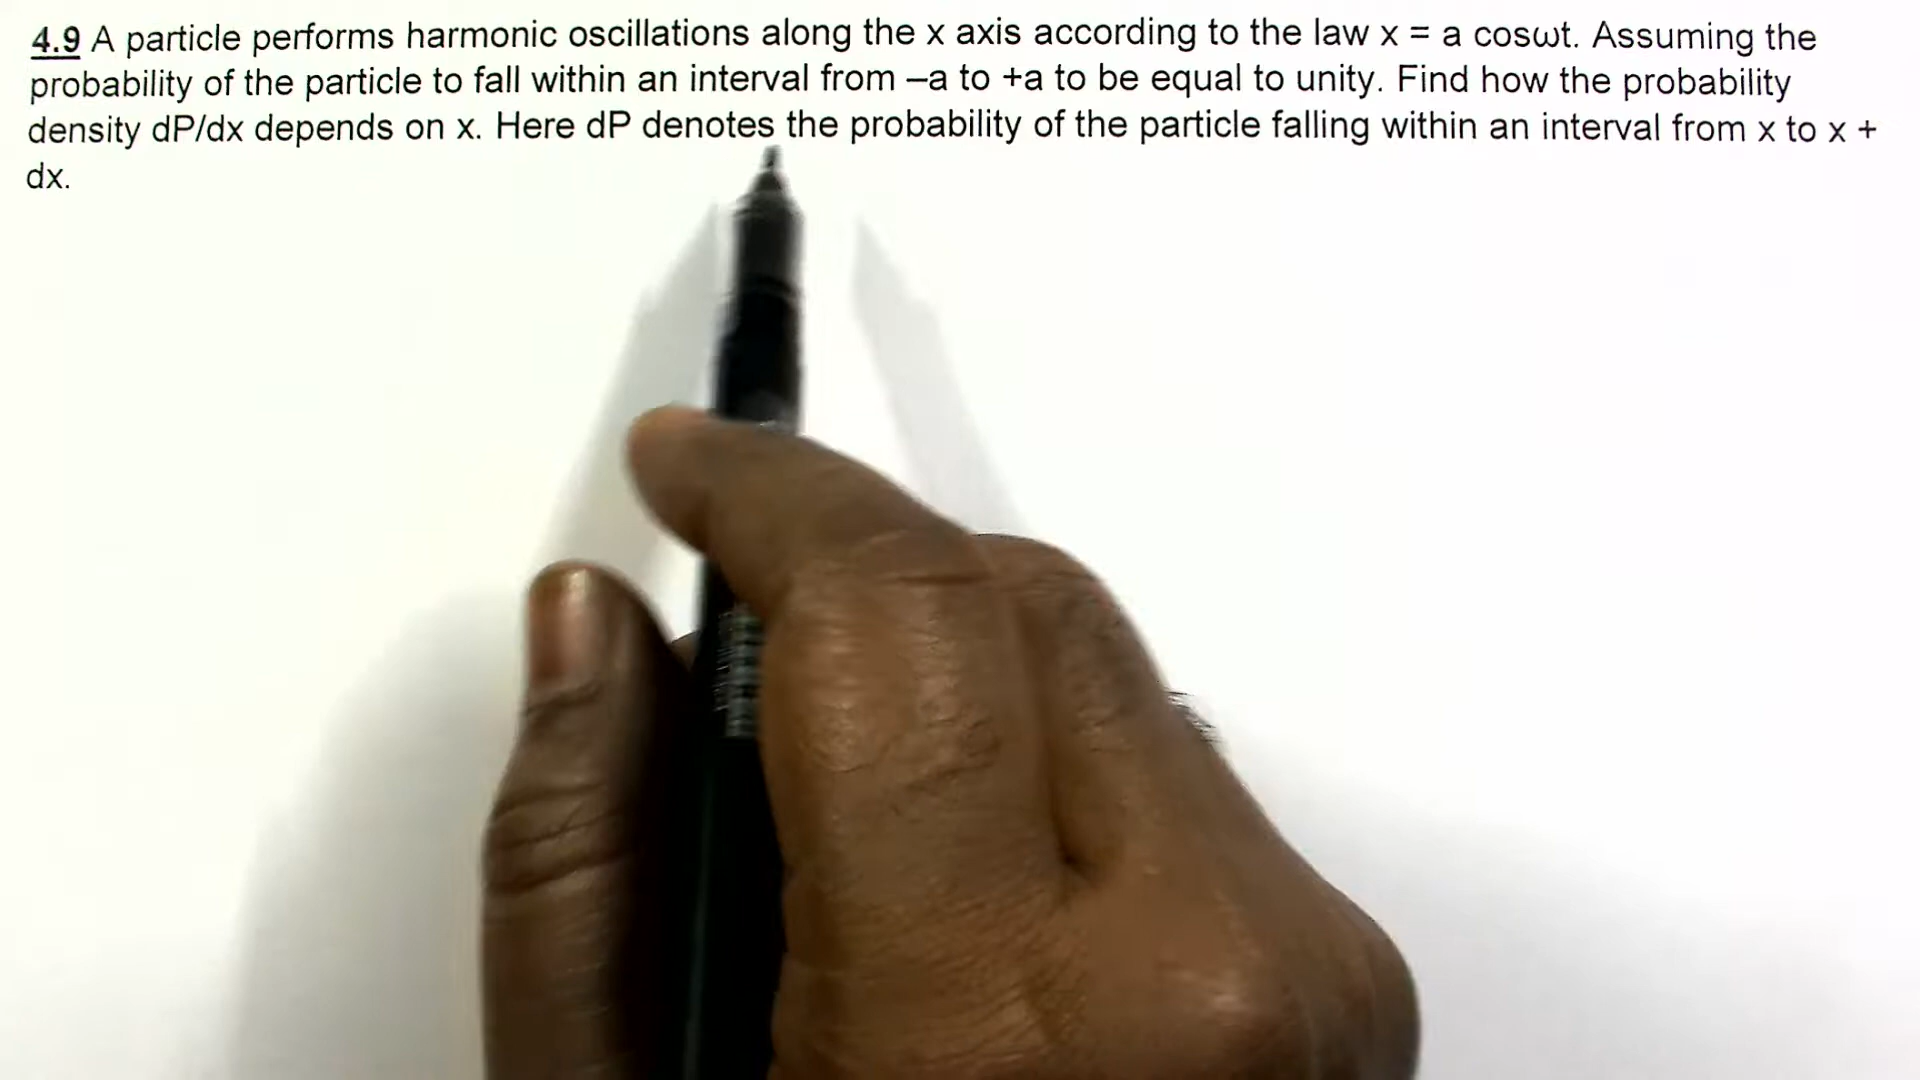 4.9 A particle performs harmonic oscillations along the x axis according to the law x = a cosωt. Assuming the
probability of the particle to fall within an interval from –a to +a to be equal to unity. Find how the probability
density dP/dx depends on x. Here dP denotes the probability of the particle falling within an interval from x to x +
dx.